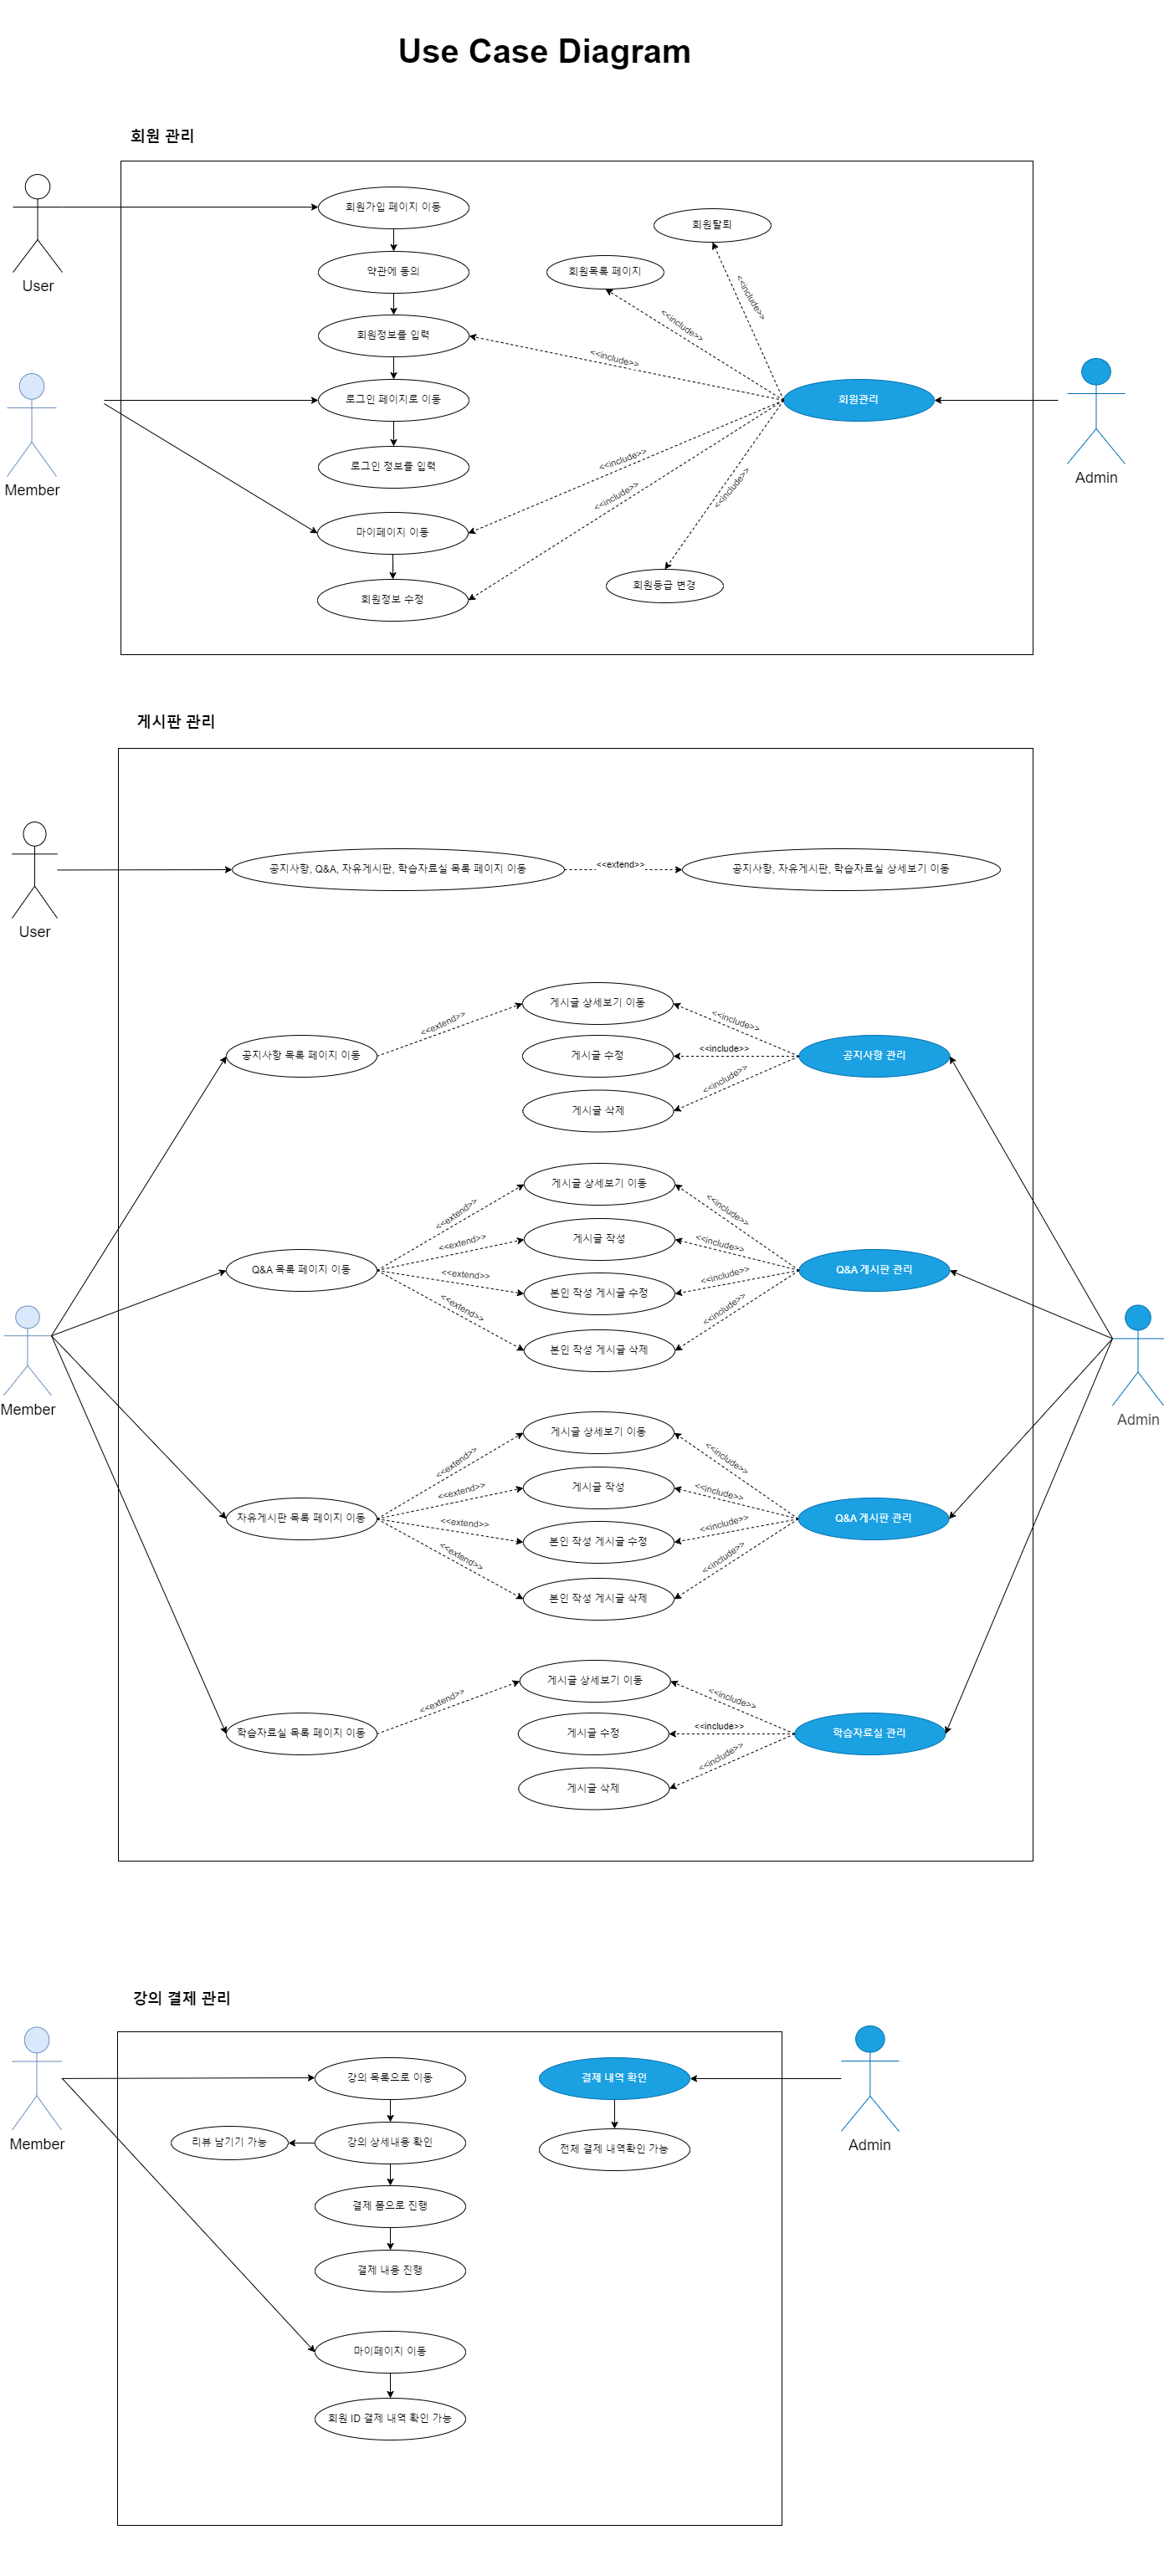 Use Case Diagram
회원 관리
회원가입 페이지 이동
회원탈퇴
약관에 동의
회원목록 페이지
User
<<include>>
<<include>>
회원정보를 입력
<<include>>
로그인 페이지로 이동
회원관리
로그인 정보를 입력
<<include>>
<<include>>
<<include>>
Member
Admin
마이페이지 이동
회원등급 변경
회원정보 수정
게시판 관리
공지사항, Q&A, 자유게시판, 학습자료실 목록 페이지 이동
<<extend>>
공지사항, 자유게시판, 학습자료실 상세보기 이동
User
게시글 상세보기 이동
<<extend>>
<<include>>
공지사항 목록 페이지 이동
게시글 수정
<<include>>
공지사항 관리
<<include>>
게시글 삭제
게시글 상세보기 이동
<<extend>>
<<include>>
게시글 작성
<<extend>>
<<include>>
Q&A 목록 페이지 이동
Q&A 게시판 관리
<<extend>>
<<include>>
본인 작성 게시글 수정
<<extend>>
<<include>>
본인 작성 게시글 삭제
Member
Admin
게시글 상세보기 이동
<<extend>>
<<include>>
게시글 작성
<<extend>>
<<include>>
자유게시판 목록 페이지 이동
Q&A 게시판 관리
<<extend>>
<<include>>
본인 작성 게시글 수정
<<extend>>
<<include>>
본인 작성 게시글 삭제
게시글 상세보기 이동
<<extend>>
<<include>>
학습자료실 목록 페이지 이동
게시글 수정
<<include>>
학습자료실 관리
<<include>>
게시글 삭제
강의 결제 관리
강의 목록으로 이동
결제 내역 확인
리뷰 남기기 가능
강의 상세내용 확인
전체 결제 내역확인 가능
Member
Admin
결제 폼으로 진행
결제 내용 진행
마이페이지 이동
회원 ID 결제 내역 확인 가능